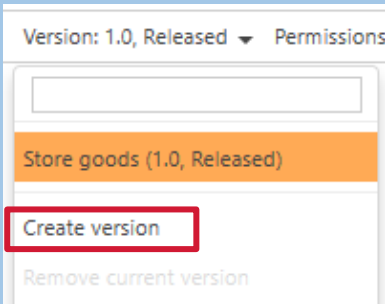 Version: 1.0, Released Permissions
Store goods (1.0, Released)
Create version
Remove current version